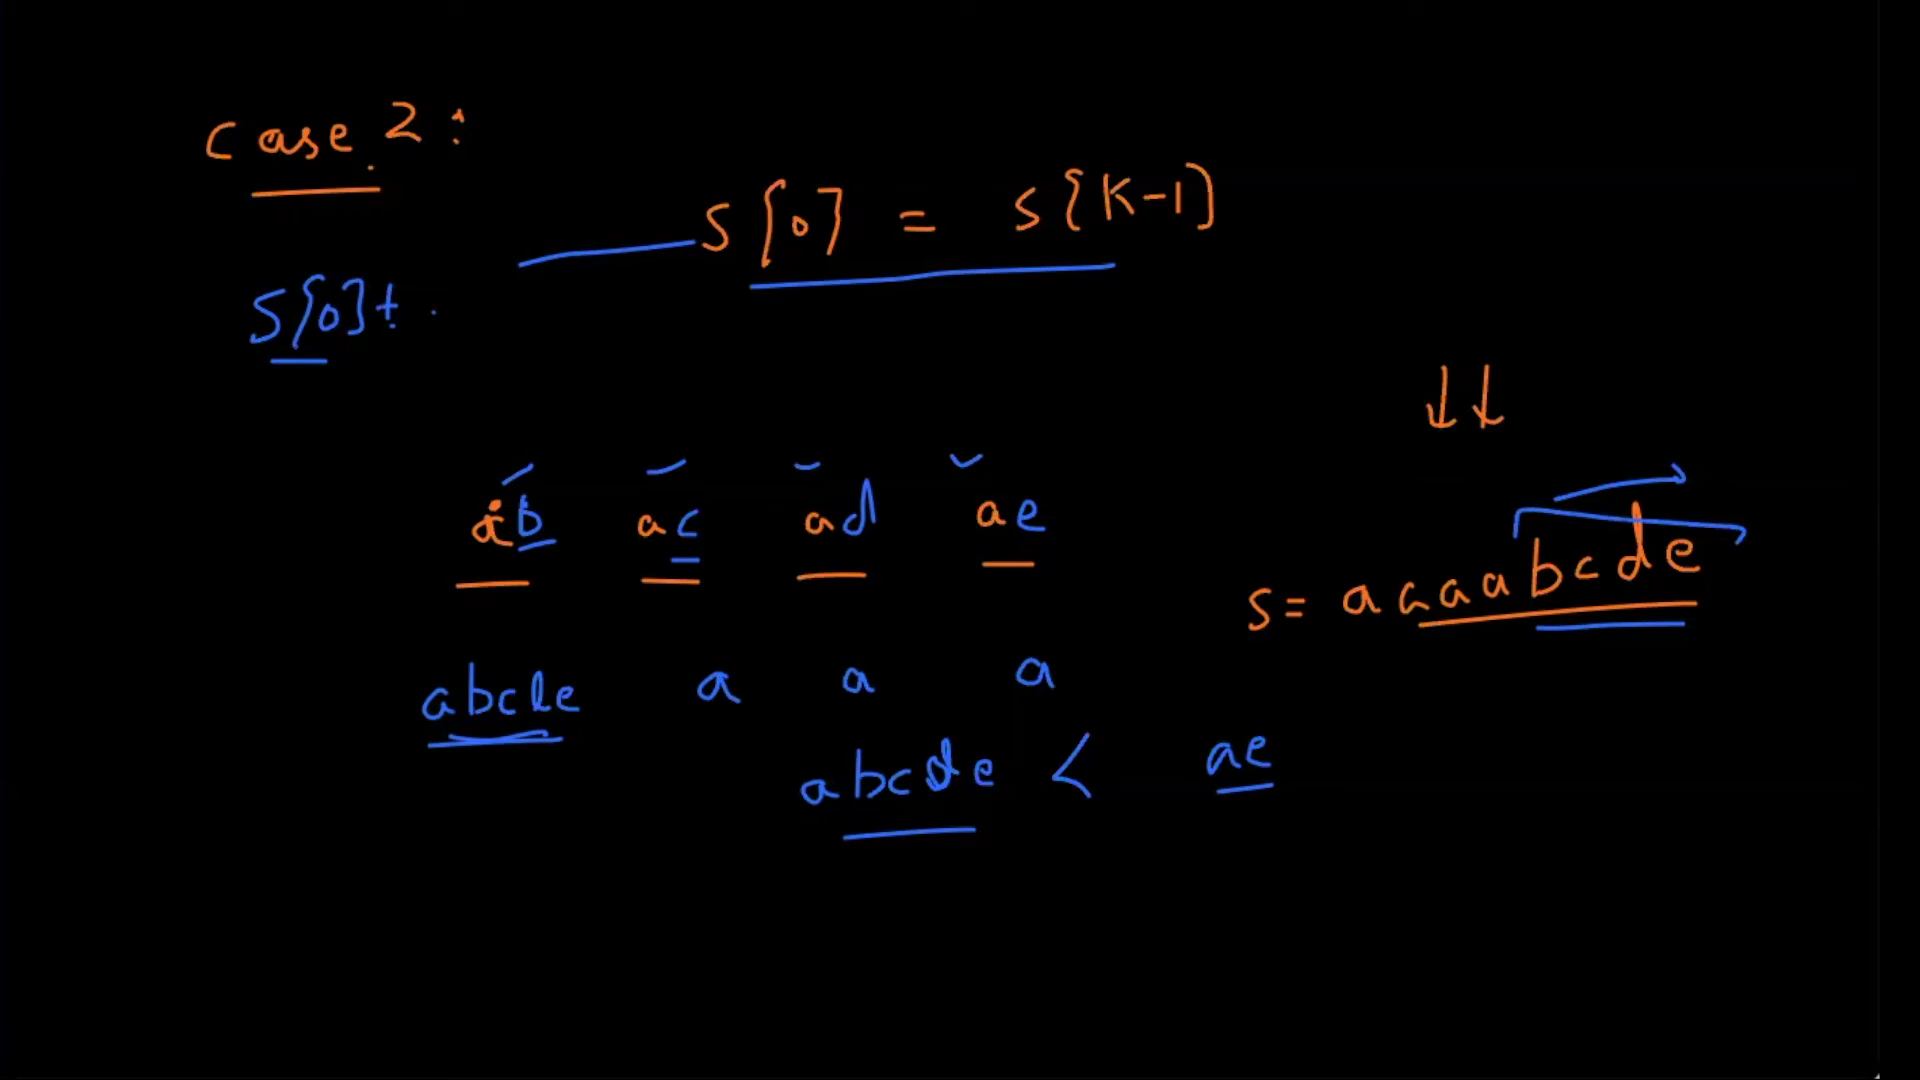 Case 2:
S[0] = S[K-1]
S[0]+
ab ac ad ae
S= aaaabcde
abcde a a a
abcde < ae